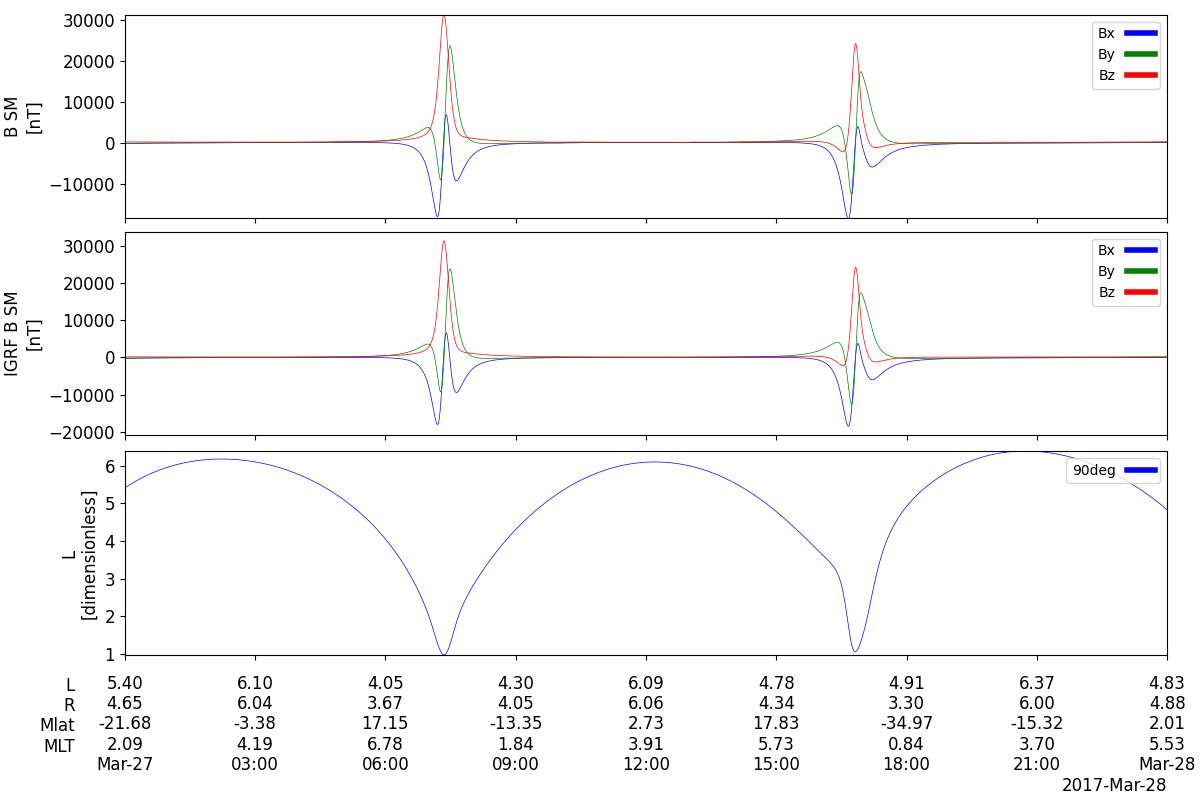 30000
20000
10000
0
−10000
B SM
[nT]
Bx
By
Bz
30000
20000
10000
0
−10000
−20000
IGRF B SM
[nT]
Bx
By
Bz
6
5
4
3
2
1
L
[dimensionless]
90deg
L 5.40 6.10 4.05 4.30 6.09 4.78 4.91 6.37 4.83
R 4.65 6.04 3.67 4.05 6.06 4.34 3.30 6.00 4.88
Mlat -21.68 -3.38 17.15 -13.35 2.73 17.83 -34.97 -15.32 2.01
MLT 2.09 4.19 6.78 1.84 3.91 5.73 0.84 3.70 5.53
Mar-27 03:00 06:00 09:00 12:00 15:00 18:00 21:00 Mar-28
2017-Mar-28